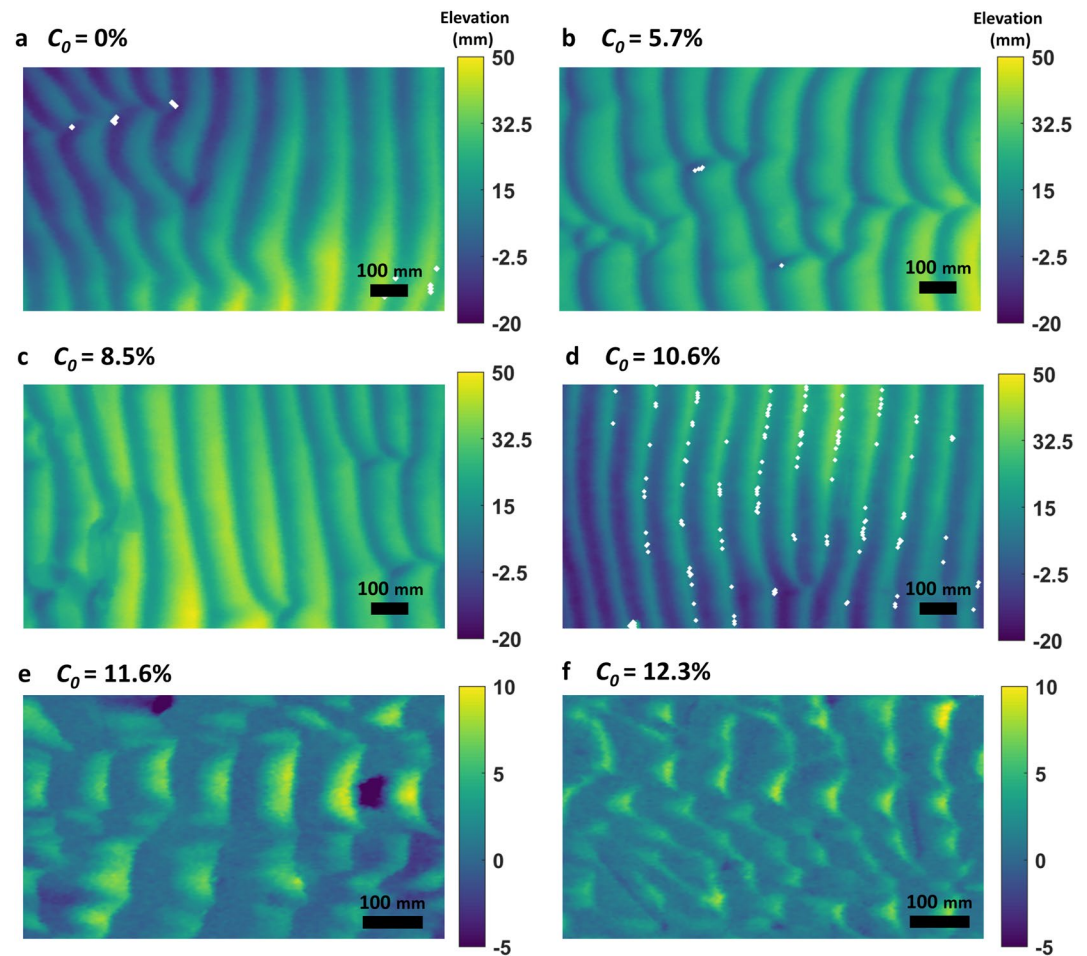 a C₀ = 0%
Elevation
(mm)
50
32.5
15
-2.5
-20
100 mm
b C₀ = 5.7%
Elevation
(mm)
50
32.5
15
-2.5
-20
100 mm
c C₀ = 8.5%
50
32.5
15
-2.5
-20
100 mm
d C₀ = 10.6%
50
32.5
15
-2.5
-20
100 mm
e C₀ = 11.6%
10
5
0
-5
100 mm
f C₀ = 12.3%
10
5
0
-5
100 mm